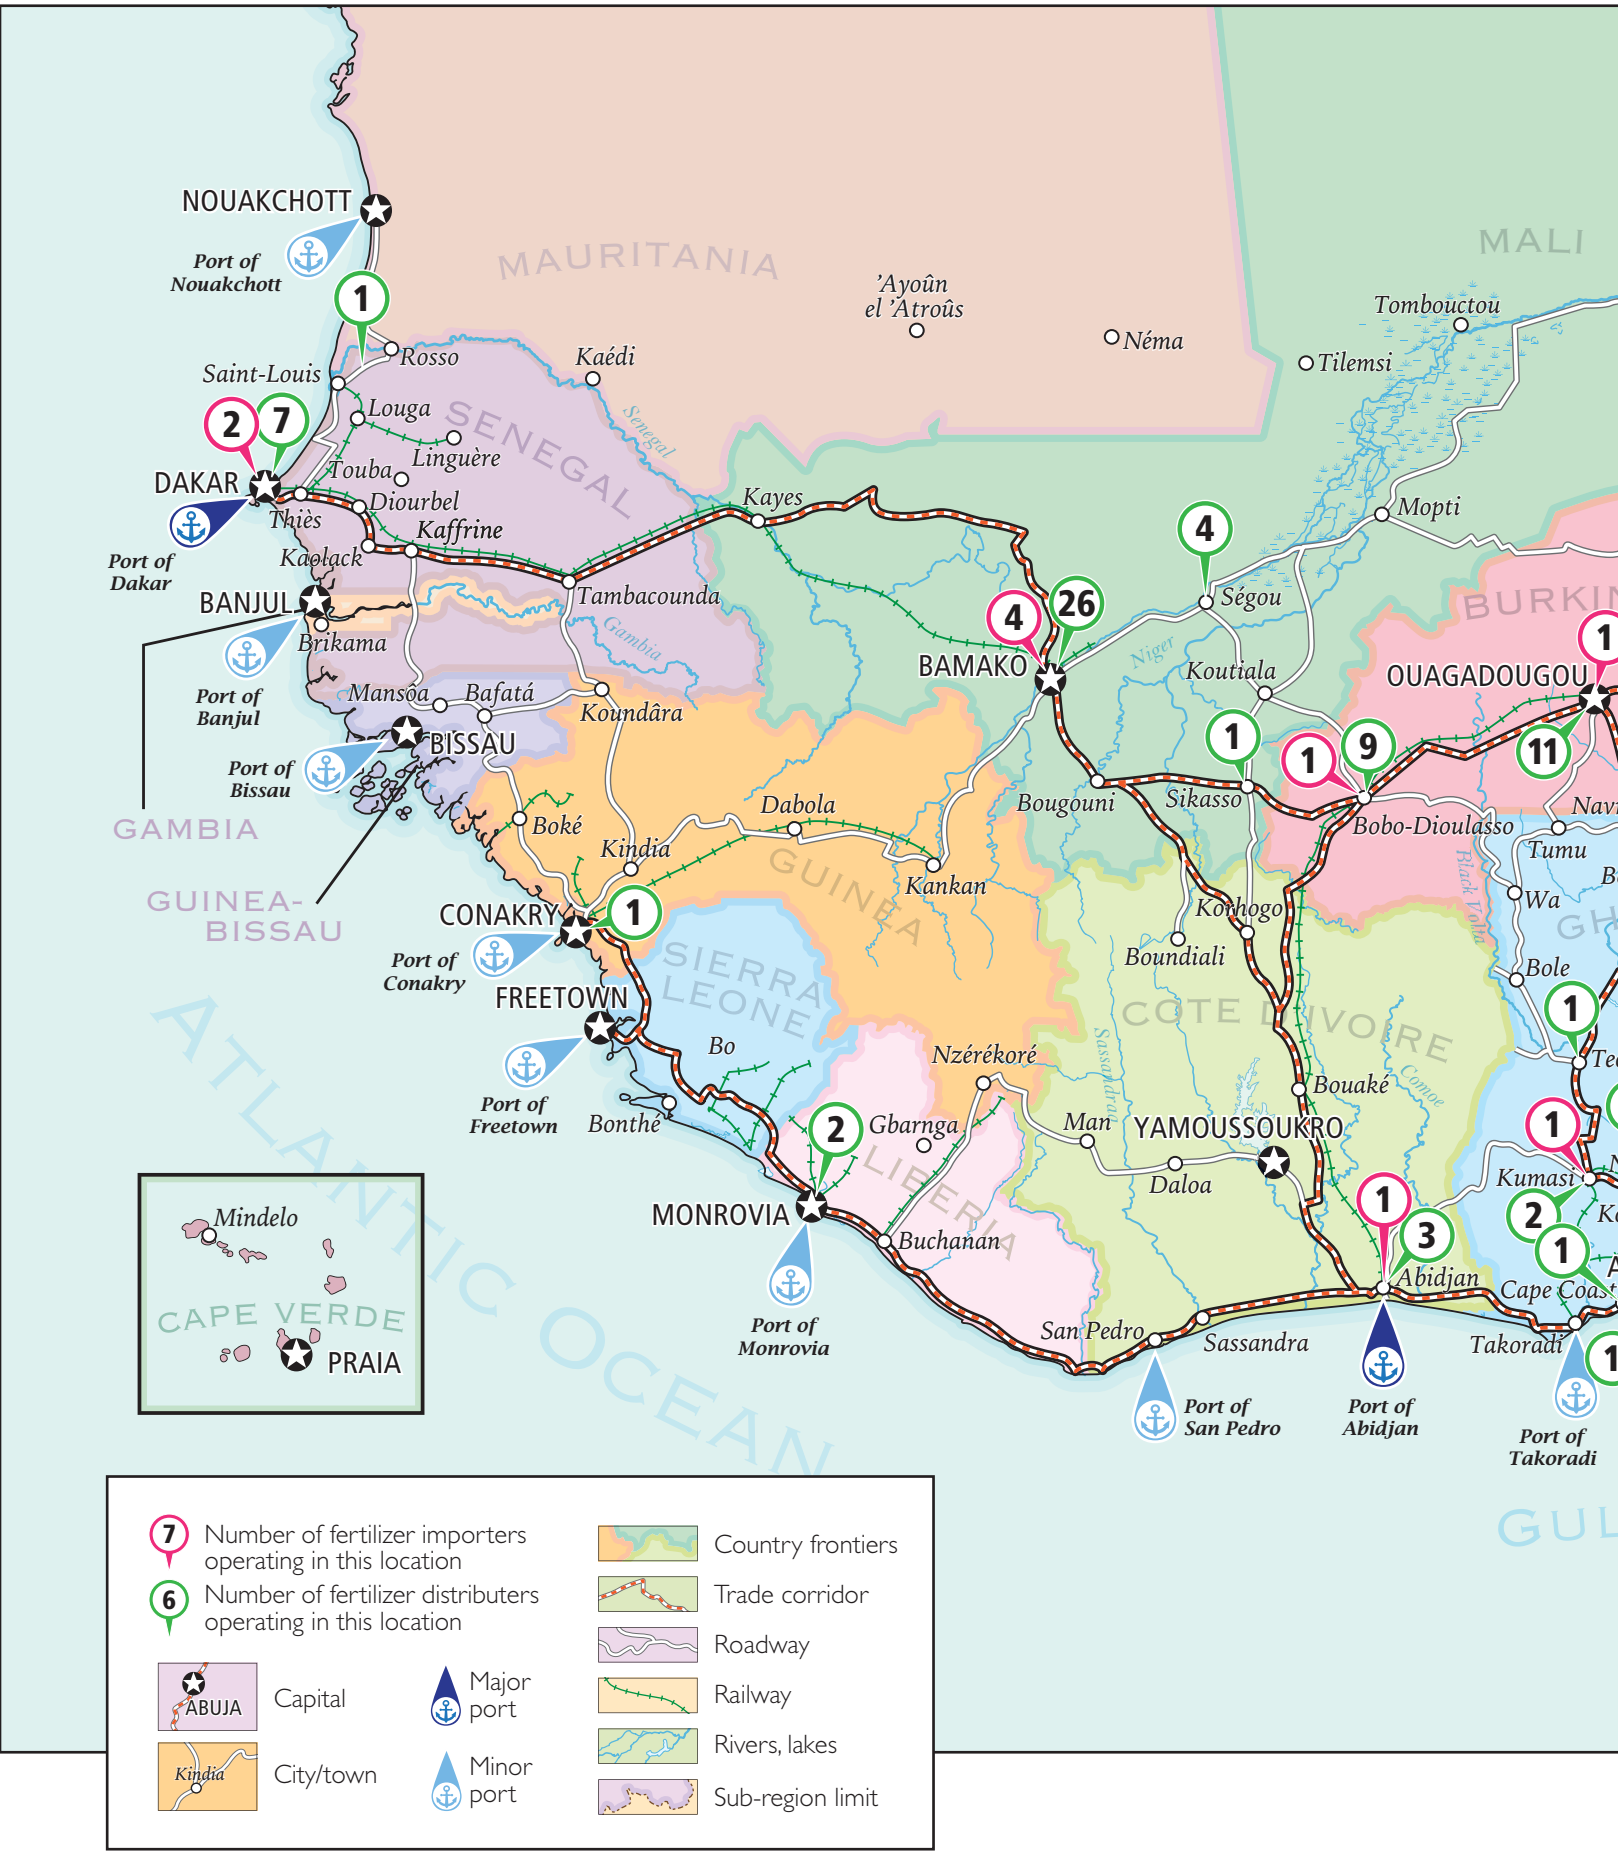 NOUAKCHOTT
Port of
Nouakchott
MAURITANIA
MALI
'Ayoûn
el 'Atroûs
Néma
Tombouctou
Tilemsi
1
Rosso
Kaédi
Saint-Louis
Louga
SENEGAL
Senegal
2
7
Linguère
Touba
DAKAR
Diourbel
Thiès
Kaffrine
Kaolack
Port of
Dakar
Kayes
Mopti
4
Ségou
BURKIN
BANJUL
Brikama
Tambacounda
Gambia
4
26
BAMAKO
Niger
Koutiala
1
OUAGADOUGOU
Port of
Banjul
Mansôa
Bafatá
Koundâra
BISSAU
Port of
Bissau
1
1
9
11
Bougouni
Sikasso
Bobo-Dioulasso
Navr
Tumu
GAMBIA
Boké
Dabola
Kindia
GUINEA
Kankan
Black Volta
Wa
B
GH
GUINEA-
BISSAU
CONAKRY
1
Port of
Conakry
Korhogo
Boundiali
Bole
SIERRA
LEONE
FREETOWN
Port of
Freetown
COTE D'IVOIRE
1
Tec
Bo
Nzérékoré
Sassandra
Bouaké
Comoe
Bonthé
2
Gbarnga
Man
YAMOUSSOUKRO
1
LIBERIA
Daloa
Kumasi
MONROVIA
Buchanan
1
3
2
1
Abidjan
Cape Coast
San Pedro
Sassandra
Takoradi
1
Port of
Monrovia
Port of
San Pedro
Port of
Abidjan
Port of
Takoradi
ATLANTIC OCEAN
GUL
Mindelo
CAPE VERDE
PRAIA
7
Number of fertilizer importers
operating in this location
6
Number of fertilizer distributers
operating in this location
ABUJA
Capital
Kindia
City/town
Major
port
Minor
port
Country frontiers
Trade corridor
Roadway
Railway
Rivers, lakes
Sub-region limit